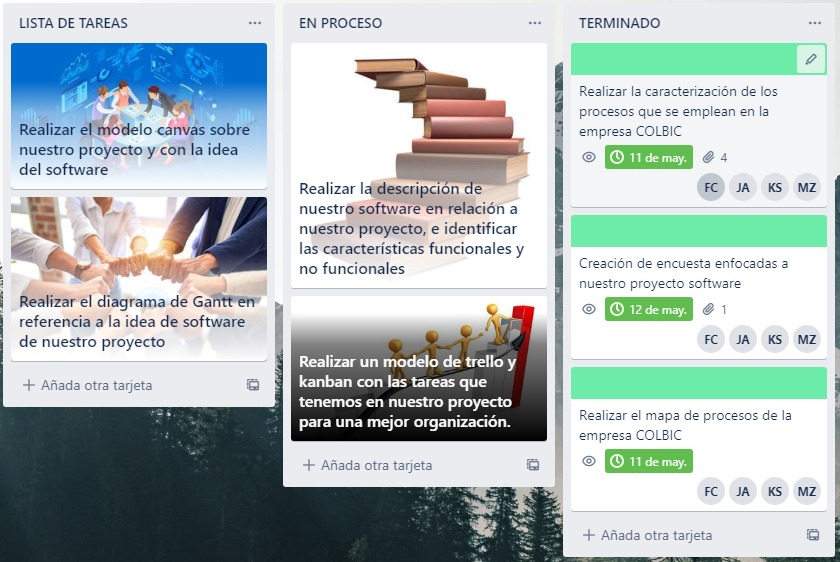 LISTA DE TAREAS
Realizar el modelo canvas sobre
nuestro proyecto y con la idea
del software
Realizar el diagrama de Gantt en
referencia a la idea de software
de nuestro proyecto
Añada otra tarjeta
EN PROCESO
Realizar la descripción de
nuestro software en relación a
nuestro proyecto, e identificar
las características funcionales y
no funcionales
Realizar un modelo de trello y
kanban con las tareas que
tenemos en nuestro proyecto
para una mejor organización.
Añada otra tarjeta
TERMINADO
Realizar la caracterización de los
procesos que se emplean en la
empresa COLBIC
11 de may. 4
FC JA KS MZ
Creación de encuesta enfocadas a
nuestro proyecto software
12 de may. 1
FC JA KS MZ
Realizar el mapa de procesos de la
empresa COLBIC
11 de may.
FC JA KS MZ
Añada otra tarjeta